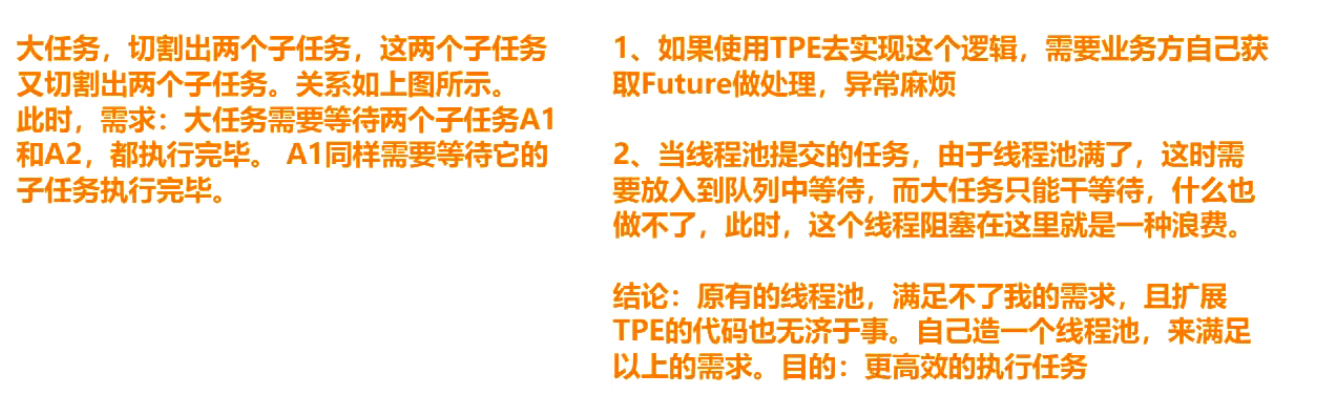 大任务，切割出两个子任务，这两个子任务
又切割出两个子任务。关系如上图所示。
此时，需求：大任务需要等待两个子任务A1
和A2，都执行完毕。 A1同样需要等待它的
子任务执行完毕。
1、如果使用TPE去实现这个逻辑，需要业务方自己获
取Future做处理，异常麻烦
2、当线程池提交的任务，由于线程池满了，这时需
要放入到队列中等待，而大任务只能干等待，什么也
做不了，此时，这个线程阻塞在这里就是一种浪费。
结论：原有的线程池，满足不了我的需求，且扩展
TPE的代码也无济于事。自己造一个线程池，来满足
以上的需求。目的：更高效的执行任务